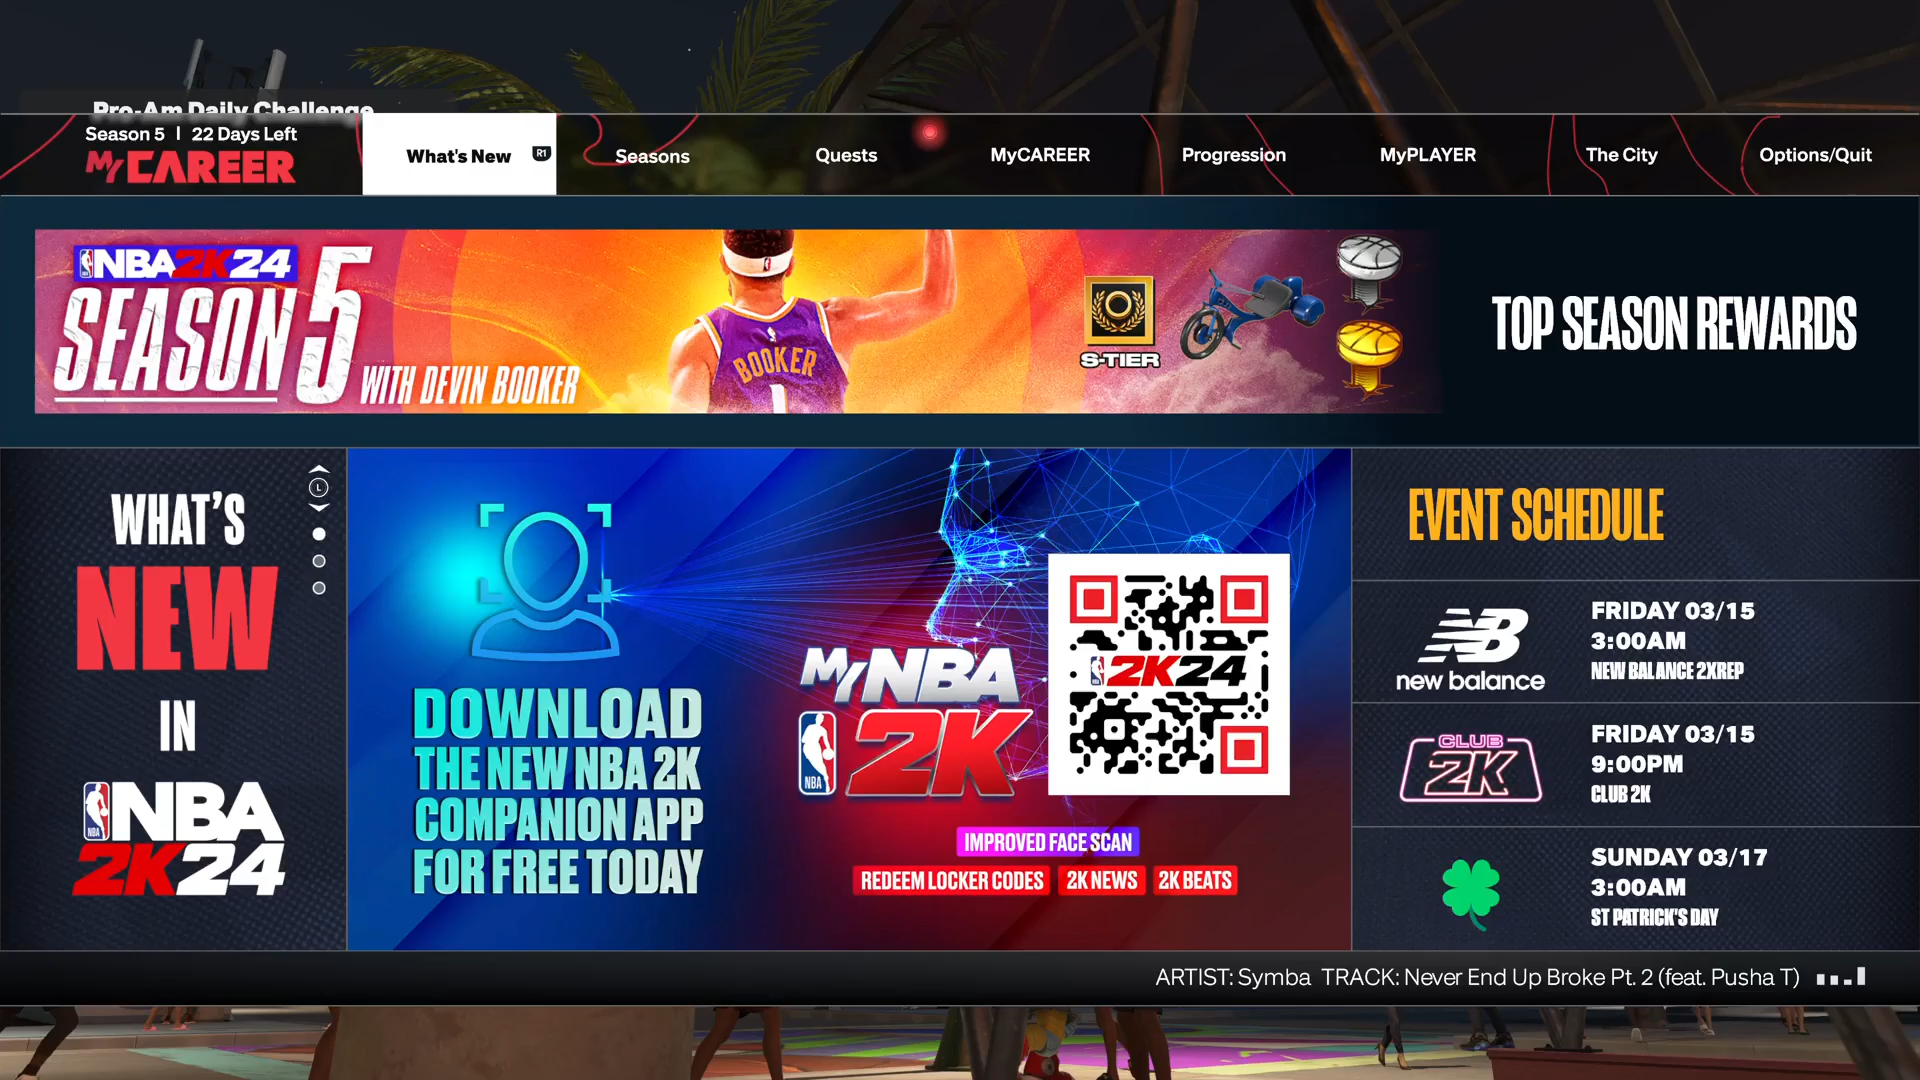 Pro-Am Daily Challenge
Season 5 | 22 Days Left
MyCAREER
What's New R1
Seasons
Quests
MyCAREER
Progression
MyPLAYER
The City
Options/Quit
NBA 2K24
SEASON 5 WITH DEVIN BOOKER
BOOKER
1
S-TIER
TOP SEASON REWARDS
WHAT'S
NEW
IN
NBA
NBA
2K24
L
DOWNLOAD
THE NEW NBA 2K
COMPANION APP
FOR FREE TODAY
MyNBA
NBA
2K
2K24
IMPROVED FACE SCAN
REDEEM LOCKER CODES
2K NEWS
2K BEATS
EVENT SCHEDULE
NB
new balance
FRIDAY 03/15
3:00AM
NEW BALANCE 2XREP
CLUB
2K
FRIDAY 03/15
9:00PM
CLUB 2K
SUNDAY 03/17
3:00AM
ST PATRICK'S DAY
ARTIST: Symba TRACK: Never End Up Broke Pt. 2 (feat. Pusha T)